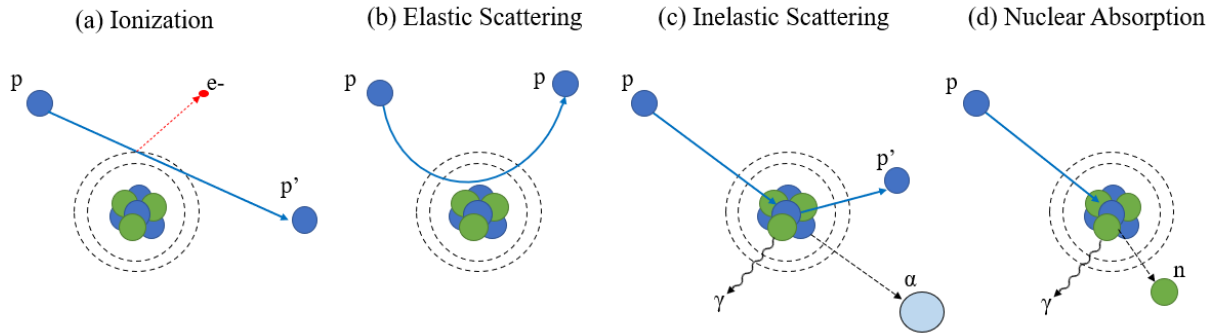 (a) Ionization
(b) Elastic Scattering
(c) Inelastic Scattering
(d) Nuclear Absorption
p
e-
p’
p
p
p
p’
γ
α
p
γ
n